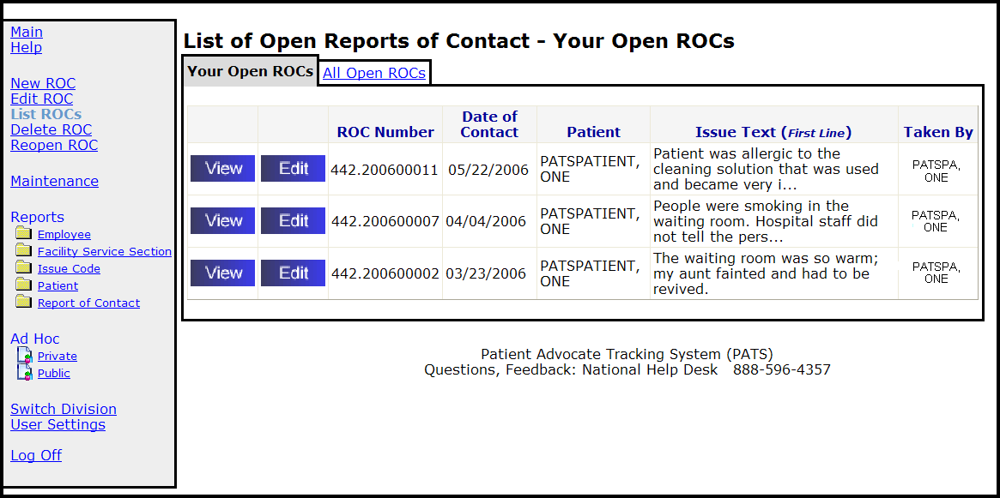 Main
Help
New ROC
Edit ROC
List ROCs
Delete ROC
Reopen ROC
Maintenance
Reports
Employee
Facility Service Section
Issue Code
Patient
Report of Contact
Ad Hoc
Private
Public
Switch Division
User Settings
Log Off
List of Open Reports of Contact - Your Open ROCs
Your Open ROCs
All Open ROCs
ROC Number
Date of
Contact
Patient
Issue Text (First Line)
Taken By
View
Edit
442.200600011
05/22/2006
PATSPATIENT,
ONE
Patient was allergic to the
cleaning solution that was used
and became very i...
PATSPA,
ONE
View
Edit
442.200600007
04/04/2006
PATSPATIENT,
ONE
People were smoking in the
waiting room. Hospital staff did
not tell the pers...
PATSPA,
ONE
View
Edit
442.200600002
03/23/2006
PATSPATIENT,
ONE
The waiting room was so warm;
my aunt fainted and had to be
revived.
PATSPA,
ONE
Patient Advocate Tracking System (PATS)
Questions, Feedback: National Help Desk 888-596-4357